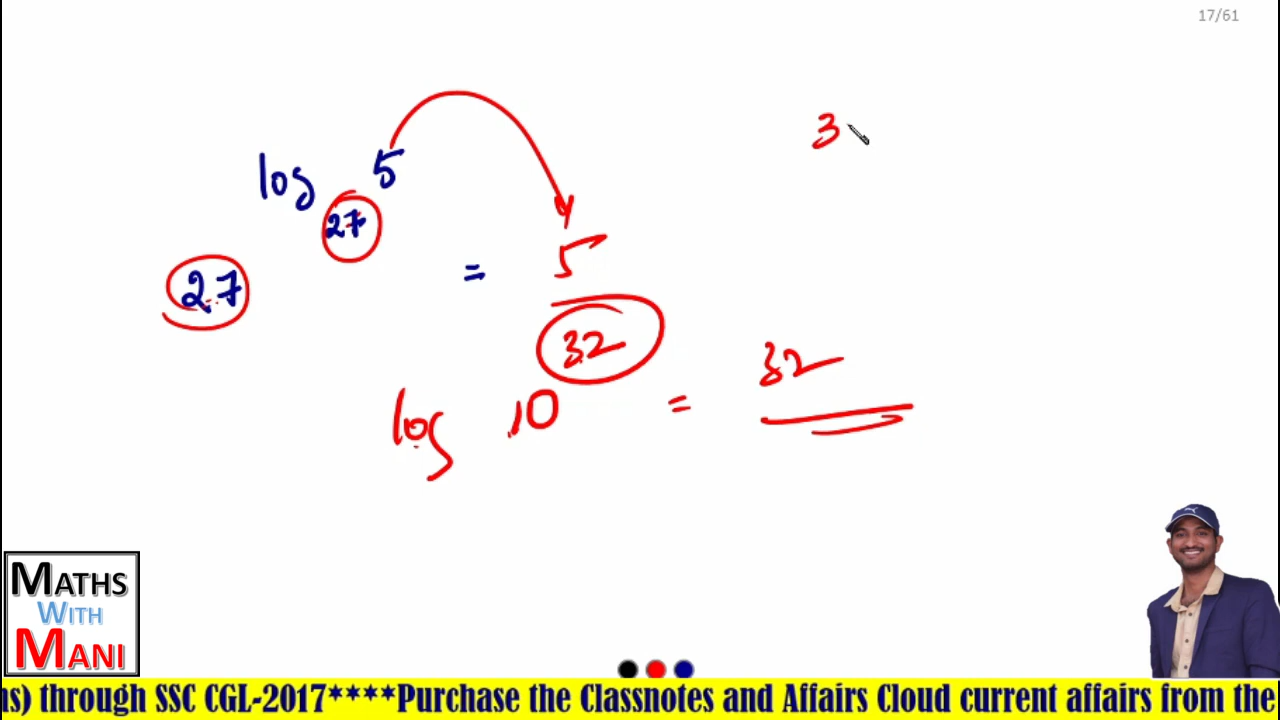 17/61
3
log 5
27
27 = 5
32
log 10 = 32
MATHS
WITH
MANI
ns) through SSC CGL-2017****Purchase the Classnotes and Affairs Cloud current affairs from the